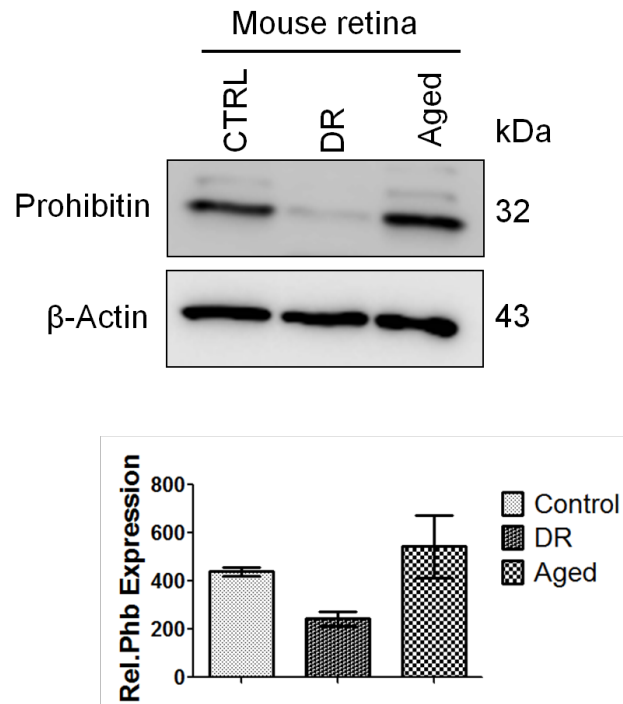 Mouse retina
CTRL
DR
Aged
kDa
Prohibitin
32
β-Actin
43
Rel.Phb Expression
800
600
400
200
0
Control
DR
Aged